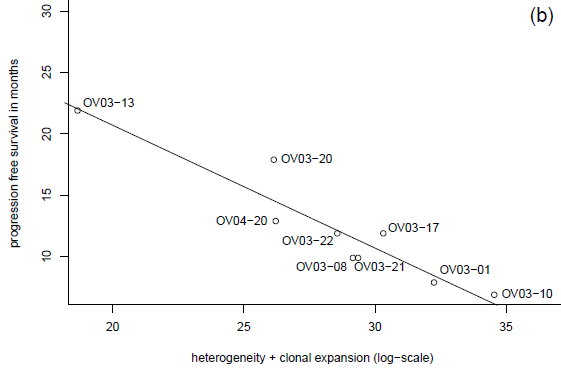 (b)
30
25
20
15
10
progression free survival in months
OV03−13
OV03−20
OV04−20
OV03−22
OV03−17
OV03−08
OV03−21
OV03−01
OV03−10
20
25
30
35
heterogeneity + clonal expansion (log−scale)